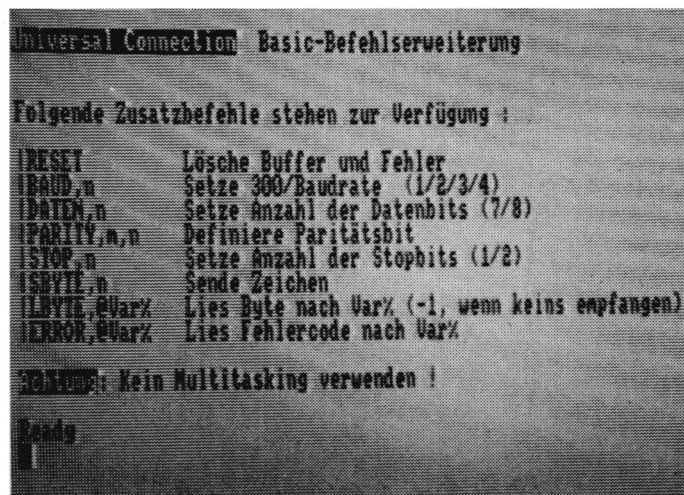 Universal Connection Basic-Befehlserweiterung
Folgende Zusatzbefehle stehen zur Verfügung :
|RESET Lösche Buffer und Fehler
|BAUD,n Setze 300/Baudrate (1/2/3/4)
|DATEN,n Setze Anzahl der Datenbits (7/8)
|PARITY,m,n Definiere Paritätsbit
|STOP,n Setze Anzahl der Stopbits (1/2)
|SBYTE,n Sende Zeichen
|LBYTE,@Var% Lies Byte nach Var% (-1, wenn keins empfangen)
|ERROR,@Var% Lies Fehlercode nach Var%
Achtung: Kein Multitasking verwenden !
Ready